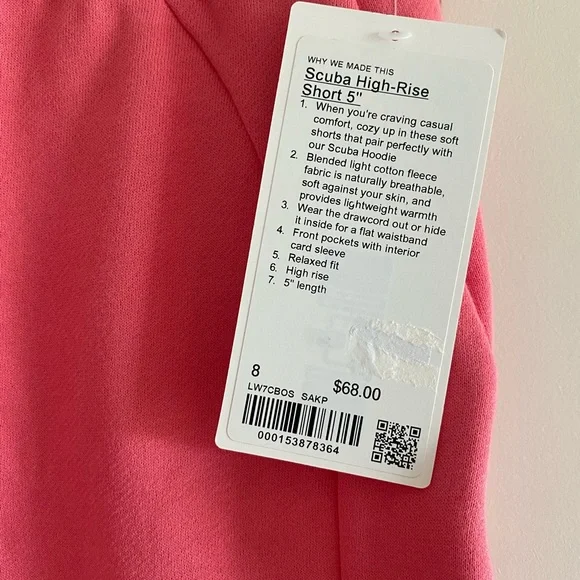 WHY WE MADE THIS
Scuba High-Rise
Short 5"
1. When you're craving casual
comfort, cozy up in these soft
shorts that pair perfectly with
our Scuba Hoodie
2. Blended light cotton fleece
fabric is naturally breathable,
soft against your skin, and
provides lightweight warmth
3. Wear the drawcord out or hide
it inside for a flat waistband
4. Front pockets with interior
card sleeve
5. Relaxed fit
6. High rise
7. 5" length
8
$68.00
LW7CBOS SAKP
000153878364